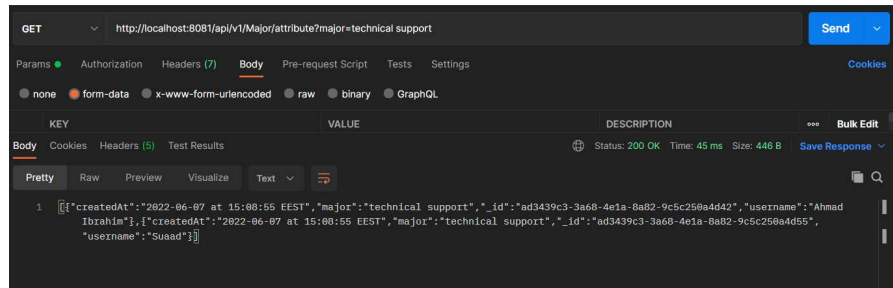 GET http://localhost:8081/api/v1/Major/attribute?major=technical support Send
Params Authorization Headers (7) Body Pre-request Script Tests Settings Cookies
none form-data x-www-form-urlencoded raw binary GraphQL
KEY VALUE DESCRIPTION ooo Bulk Edit
Body Cookies Headers (5) Test Results Status: 200 OK Time: 45 ms Size: 446 B Save Response
Pretty Raw Preview Visualize Text
1 [{"createdAt":"2022-06-07 at 15:08:55 EEST","major":"technical support","_id":"ad3439c3-3a68-4e1a-8a82-9c5c250a4d42","username":"Ahmad
Ibrahim"},{"createdAt":"2022-06-07 at 15:08:55 EEST","major":"technical support","_id":"ad3439c3-3a68-4e1a-8a82-9c5c250a4d55",
"username":"Suaad"}]